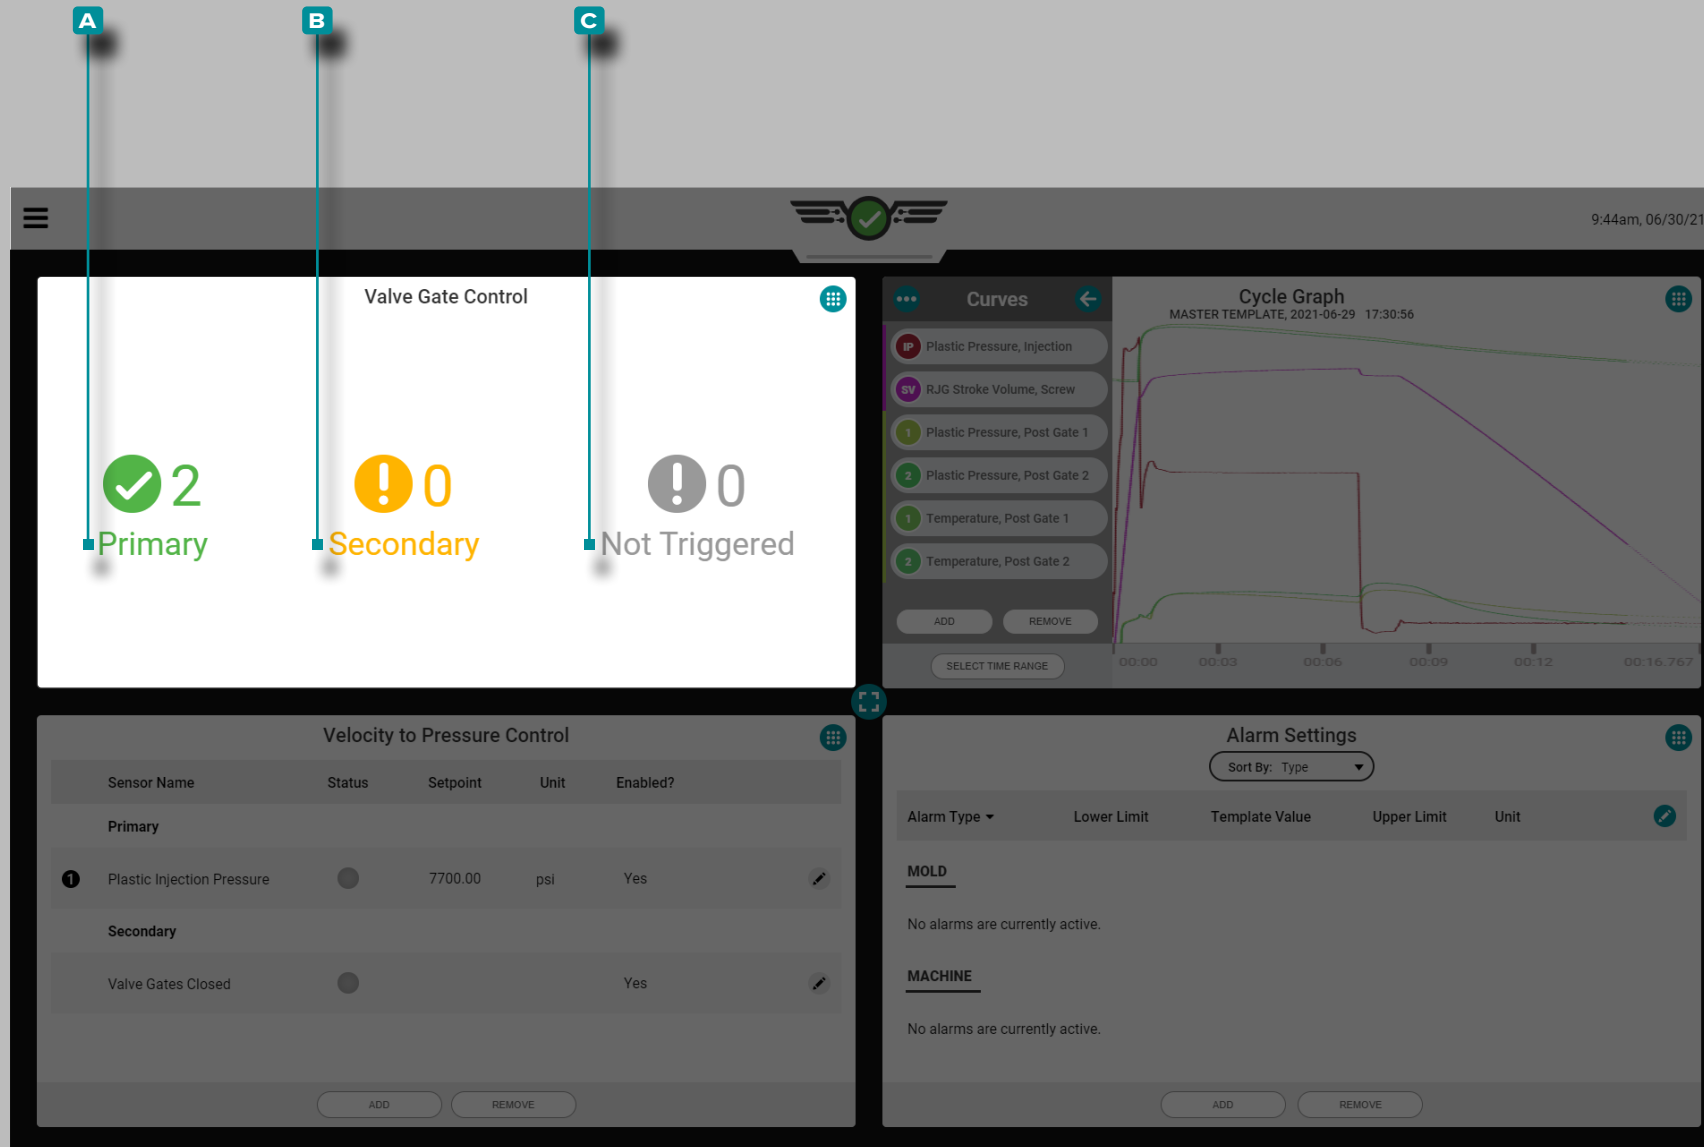 A
B
C
9:44am, 06/30/21
Valve Gate Control
2
Primary
0
Secondary
0
Not Triggered
Curves
IP Plastic Pressure, Injection
SV RJG Stroke Volume, Screw
1 Plastic Pressure, Post Gate 1
2 Plastic Pressure, Post Gate 2
1 Temperature, Post Gate 1
2 Temperature, Post Gate 2
ADD REMOVE
SELECT TIME RANGE
Cycle Graph
MASTER TEMPLATE, 2021-06-29 17:30:56
00:00 00:03 00:06 00:09 00:12 00:16.767
Velocity to Pressure Control
Sensor Name Status Setpoint Unit Enabled?
Primary
1 Plastic Injection Pressure 7700.00 psi Yes
Secondary
Valve Gates Closed Yes
ADD REMOVE
Alarm Settings
Sort By: Type
Alarm Type Lower Limit Template Value Upper Limit Unit
MOLD
No alarms are currently active.
MACHINE
No alarms are currently active.
ADD REMOVE